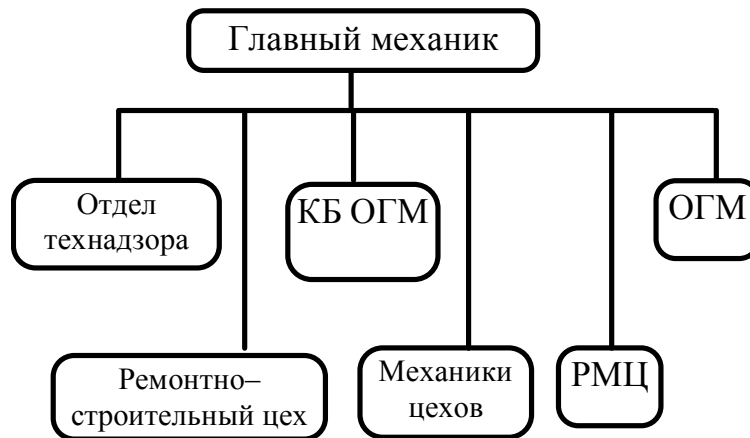 Главный механик
Отдел
технадзора
КБ ОГМ
ОГМ
Ремонтно–
строительный цех
Механики
цехов
РМЦ